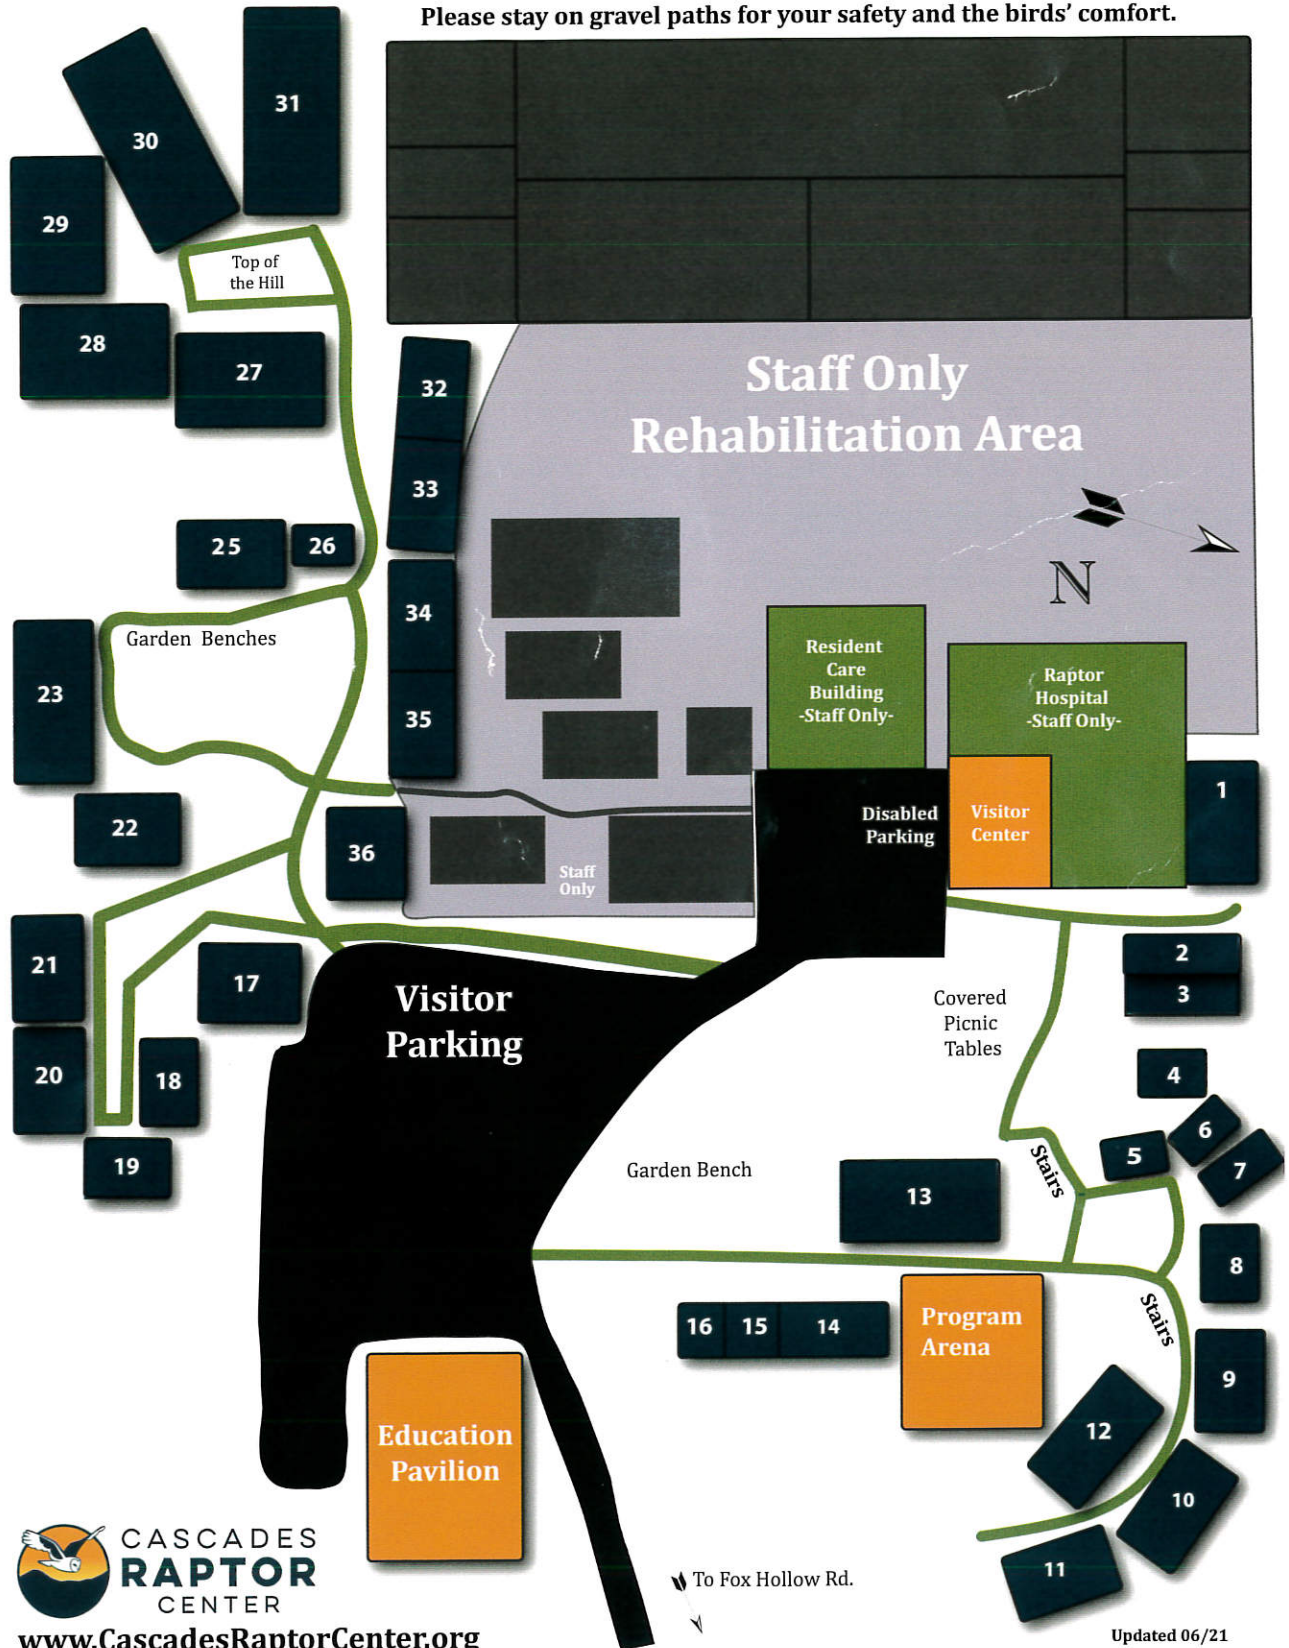 Please stay on gravel paths for your safety and the birds' comfort.
31
30
29
Top of
the Hill
28
27
32
Staff Only
Rehabilitation Area
33
25
26
N
34
Garden Benches
Resident
Care
Building
-Staff Only-
Raptor
Hospital
-Staff Only-
23
35
1
22
36
Disabled
Parking
Visitor
Center
Staff
Only
21
17
2
3
Visitor
Parking
Covered
Picnic
Tables
20
18
4
19
6
5
7
Stairs
Garden Bench
13
8
Stairs
16
15
14
Program
Arena
9
12
Education
Pavilion
10
11
CASCADES
RAPTOR
CENTER
To Fox Hollow Rd.
www.CascadesRaptorCenter.org
Updated 06/21